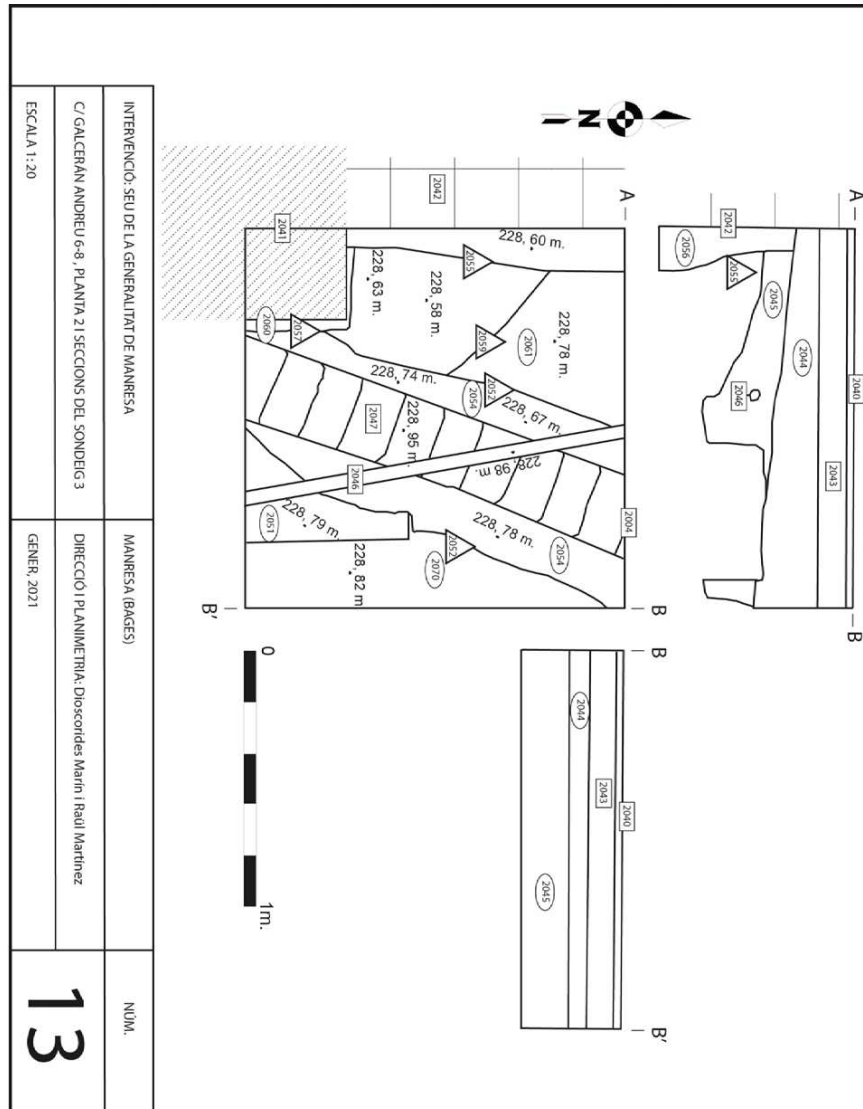 N
A
A
B
B
B
B'
B'
2042
2056
2055
2045
2044
2040
2046
2043
2042
2041
228, 60 m.
2055
228, 63 m.
228, 58 m.
2059
2061
228, 78 m.
2060
2057
228, 74 m.
2054
2052
228, 67 m.
2047
228, 95 m.
228, 98 m.
2046
2004
228, 79 m.
2051
228, 82 m.
2070
2052
228, 78 m.
2054
2044
2043
2040
2045
0
1m.
INTERVENCIÓ: SEU DE LA GENERALITAT DE MANRESA
MANRESA (BAGES)
NÚM.
C/ GALCERÁN ANDREU 6-8 , PLANTA 2 I SECCIONS DEL SONDEIG 3
DIRECCIÓ I PLANIMETRIA: Dioscorides Marín i Raül Martínez
13
ESCALA 1: 20
GENER, 2021